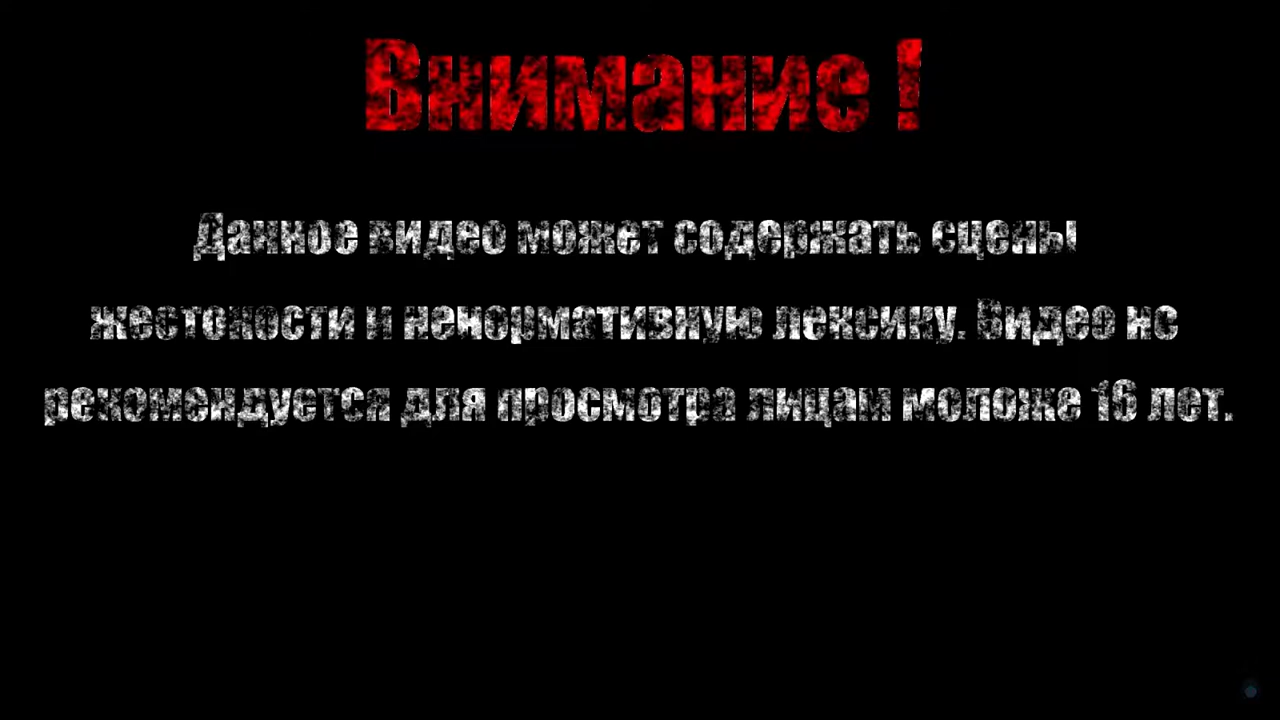 Внимание !
Данное видео может содержать сцены
жестокости и ненормативную лексику. Видео не
рекомендуется для просмотра лицам моложе 16 лет.